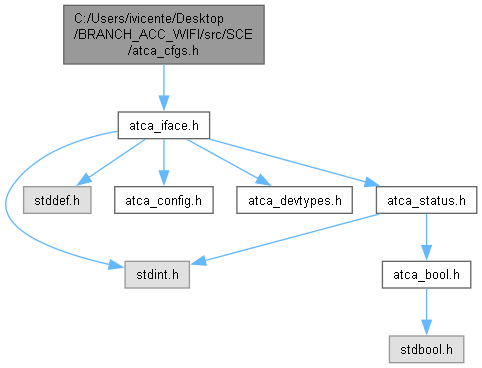 C:/Users/ivicente/Desktop
/BRANCH_ACC_WIFI/src/SCE
/atca_cfgs.h
atca_iface.h
stddef.h
atca_config.h
atca_devtypes.h
atca_status.h
stdint.h
atca_bool.h
stdbool.h